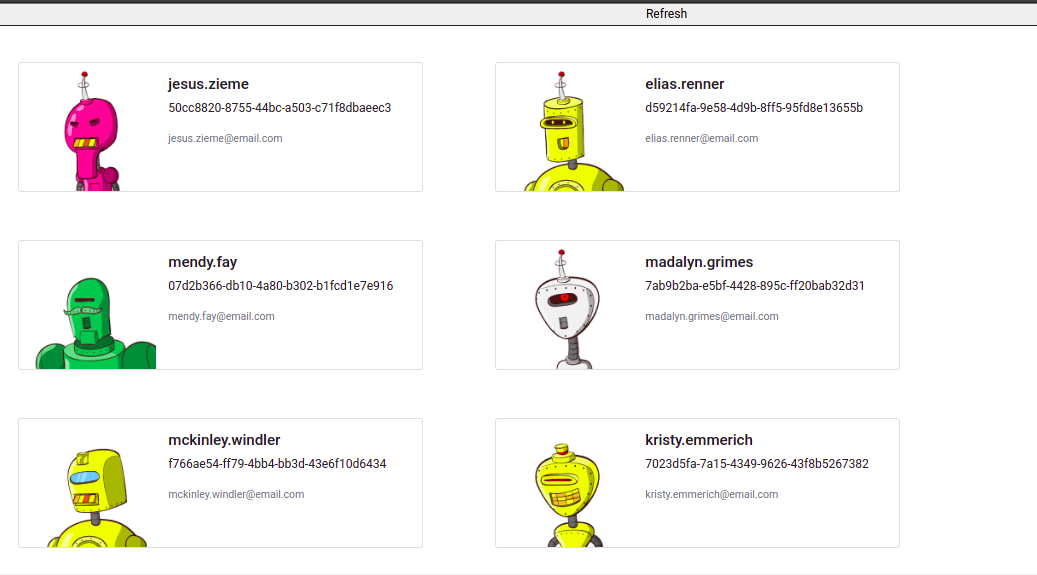 Refresh
jesus.zieme
50cc8820-8755-44bc-a503-c71f8dbaeec3
jesus.zieme@email.com
elias.renner
d59214fa-9e58-4d9b-8ff5-95fd8e13655b
elias.renner@email.com
mendy.fay
07d2b366-db10-4a80-b302-b1fcd1e7e916
mendy.fay@email.com
madalyn.grimes
7ab9b2ba-e5bf-4428-895c-ff20bab32d31
madalyn.grimes@email.com
mckinley.windler
f766ae54-ff79-4bb4-bb3d-43e6f10d6434
mckinley.windler@email.com
kristy.emmerich
7023d5fa-7a15-4349-9626-43f8b5267382
kristy.emmerich@email.com